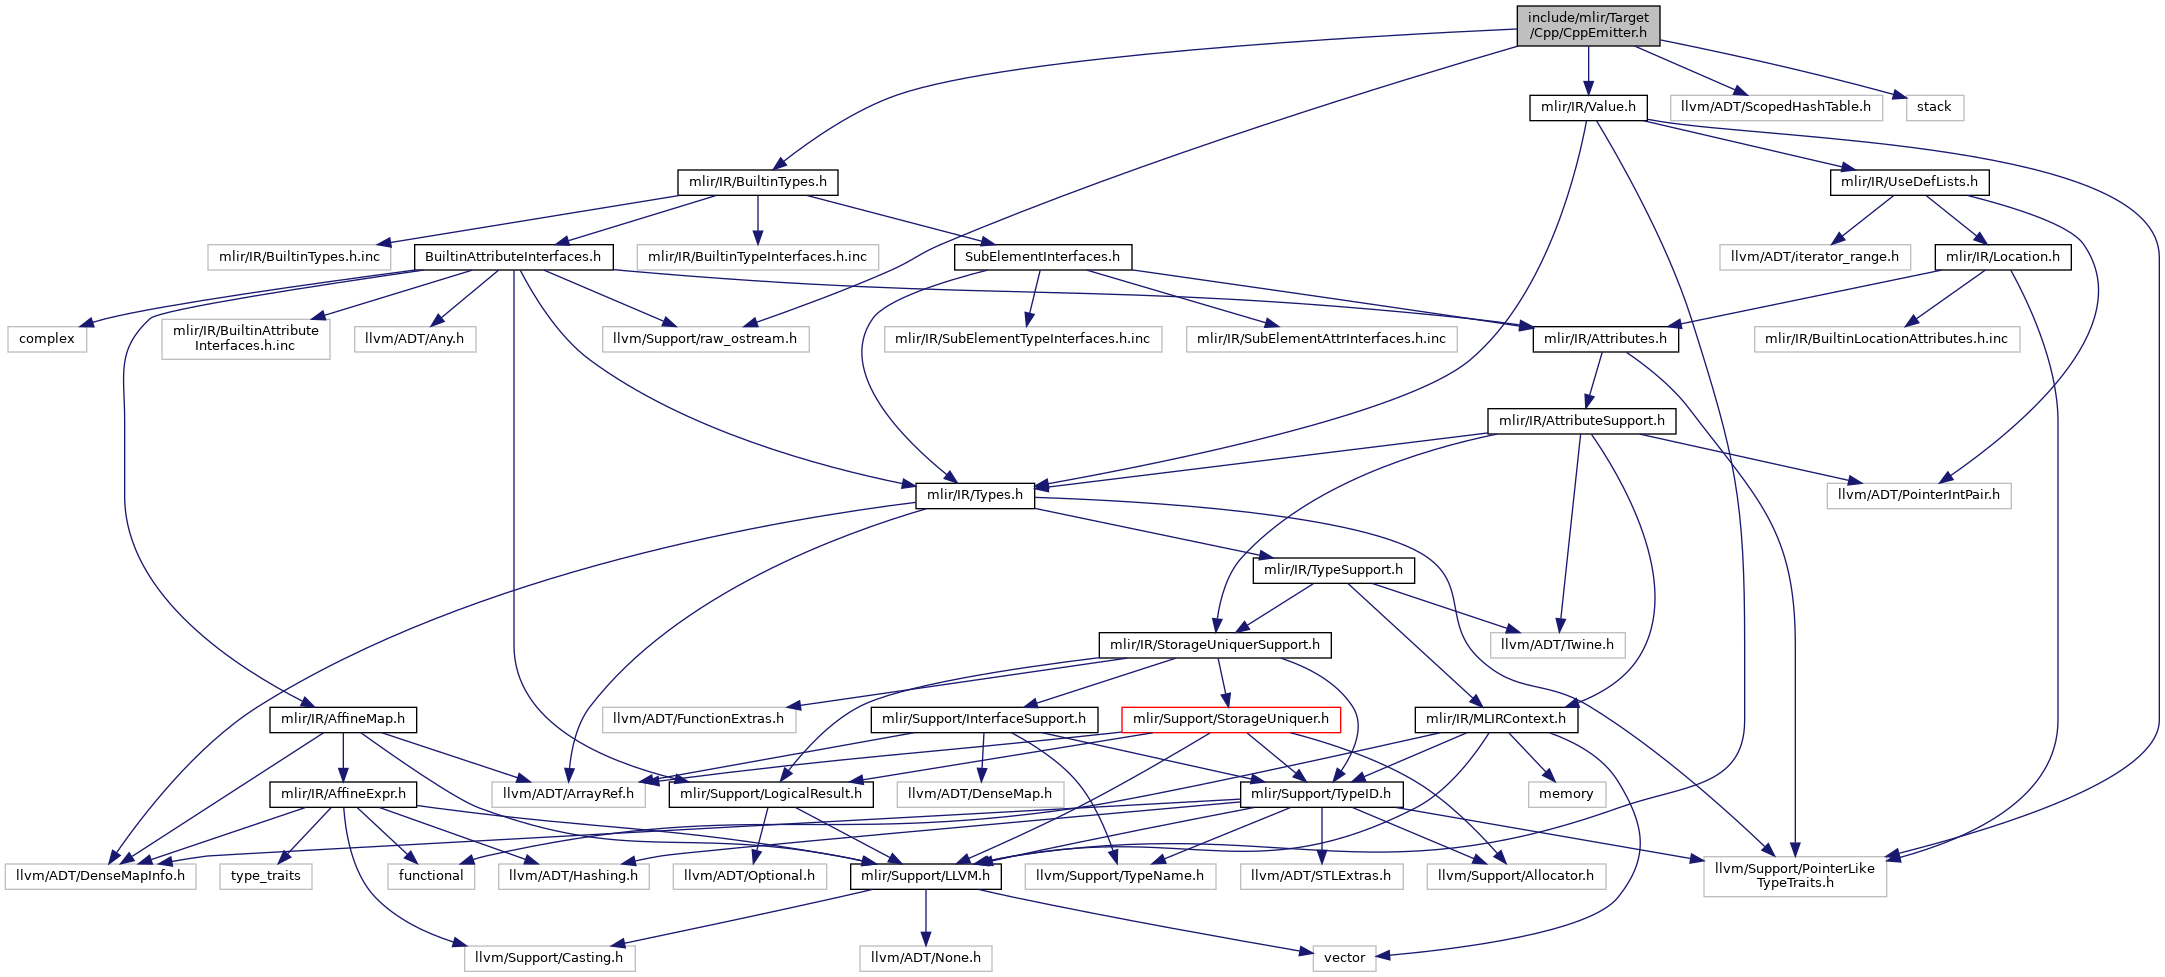 include/mlir/Target
/Cpp/CppEmitter.h
mlir/IR/Value.h
llvm/ADT/ScopedHashTable.h
stack
mlir/IR/BuiltinTypes.h
mlir/IR/UseDefLists.h
mlir/IR/BuiltinTypes.h.inc
BuiltinAttributeInterfaces.h
mlir/IR/BuiltinTypeInterfaces.h.inc
SubElementInterfaces.h
llvm/ADT/iterator_range.h
mlir/IR/Location.h
complex
mlir/IR/BuiltinAttribute
Interfaces.h.inc
llvm/ADT/Any.h
llvm/Support/raw_ostream.h
mlir/IR/SubElementTypeInterfaces.h.inc
mlir/IR/SubElementAttrInterfaces.h.inc
mlir/IR/Attributes.h
mlir/IR/BuiltinLocationAttributes.h.inc
mlir/IR/AttributeSupport.h
mlir/IR/Types.h
llvm/ADT/PointerIntPair.h
mlir/IR/TypeSupport.h
mlir/IR/StorageUniquerSupport.h
llvm/ADT/Twine.h
mlir/IR/AffineMap.h
llvm/ADT/FunctionExtras.h
mlir/Support/InterfaceSupport.h
mlir/Support/StorageUniquer.h
mlir/IR/MLIRContext.h
mlir/IR/AffineExpr.h
llvm/ADT/ArrayRef.h
mlir/Support/LogicalResult.h
llvm/ADT/DenseMap.h
mlir/Support/TypeID.h
memory
llvm/ADT/DenseMapInfo.h
type_traits
functional
llvm/ADT/Hashing.h
llvm/ADT/Optional.h
mlir/Support/LLVM.h
llvm/Support/TypeName.h
llvm/ADT/STLExtras.h
llvm/Support/Allocator.h
llvm/Support/PointerLike
TypeTraits.h
llvm/Support/Casting.h
llvm/ADT/None.h
vector